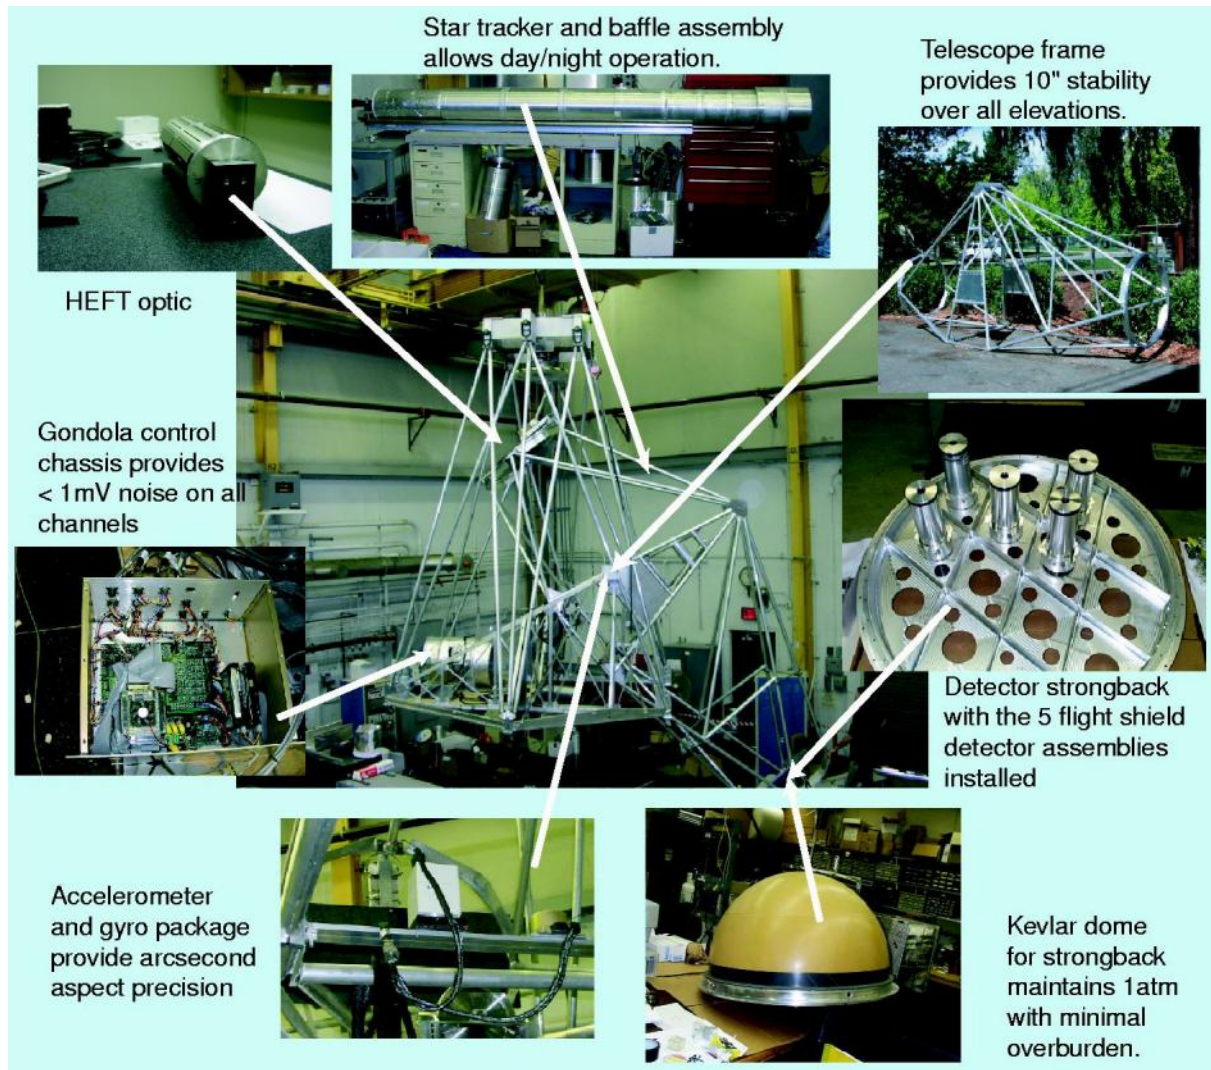 Star tracker and baffle assembly
allows day/night operation.
Telescope frame
provides 10" stability
over all elevations.
HEFT optic
Gondola control
chassis provides
< 1mV noise on all
channels
Detector strongback
with the 5 flight shield
detector assemblies
installed
Accelerometer
and gyro package
provide arcsecond
aspect precision
Kevlar dome
for strongback
maintains 1atm
with minimal
overburden.